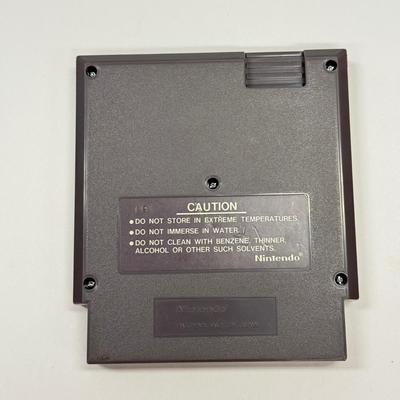 CAUTION
●DO NOT STORE IN EXTREME TEMPERATURES.
●DO NOT IMMERSE IN WATER.
●DO NOT CLEAN WITH BENZENE, THINNER,
ALCOHOL OR OTHER SUCH SOLVENTS.
Nintendo®
Nintendo®